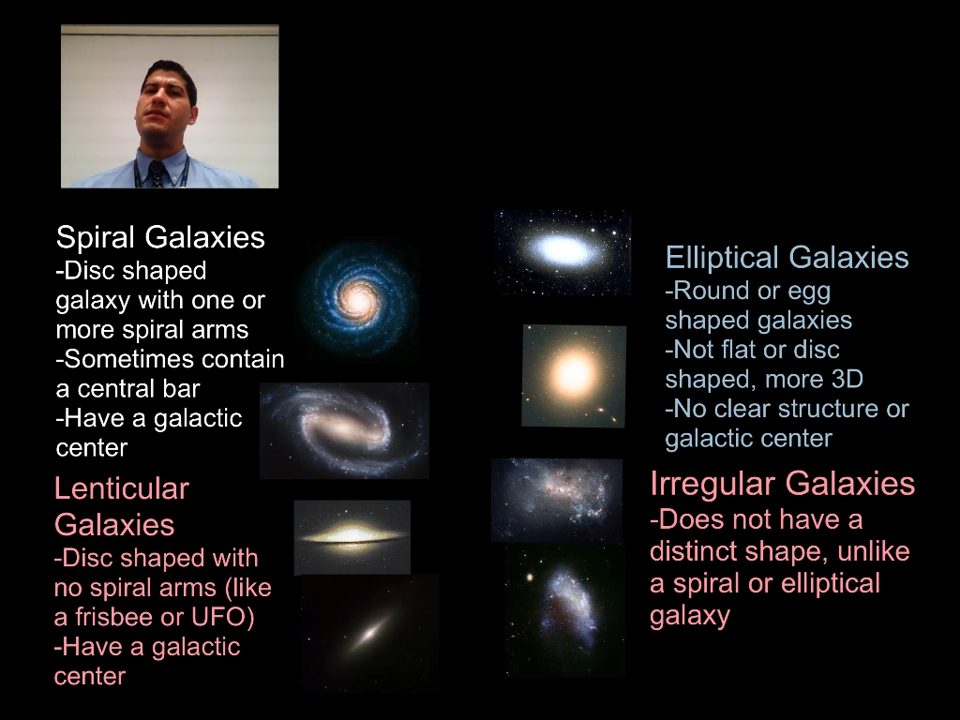 Spiral Galaxies
-Disc shaped
galaxy with one or
more spiral arms
-Sometimes contain
a central bar
-Have a galactic
center
Lenticular
Galaxies
-Disc shaped with
no spiral arms (like
a frisbee or UFO)
-Have a galactic
center
Elliptical Galaxies
-Round or egg
shaped galaxies
-Not flat or disc
shaped, more 3D
-No clear structure or
galactic center
Irregular Galaxies
-Does not have a
distinct shape, unlike
a spiral or elliptical
galaxy